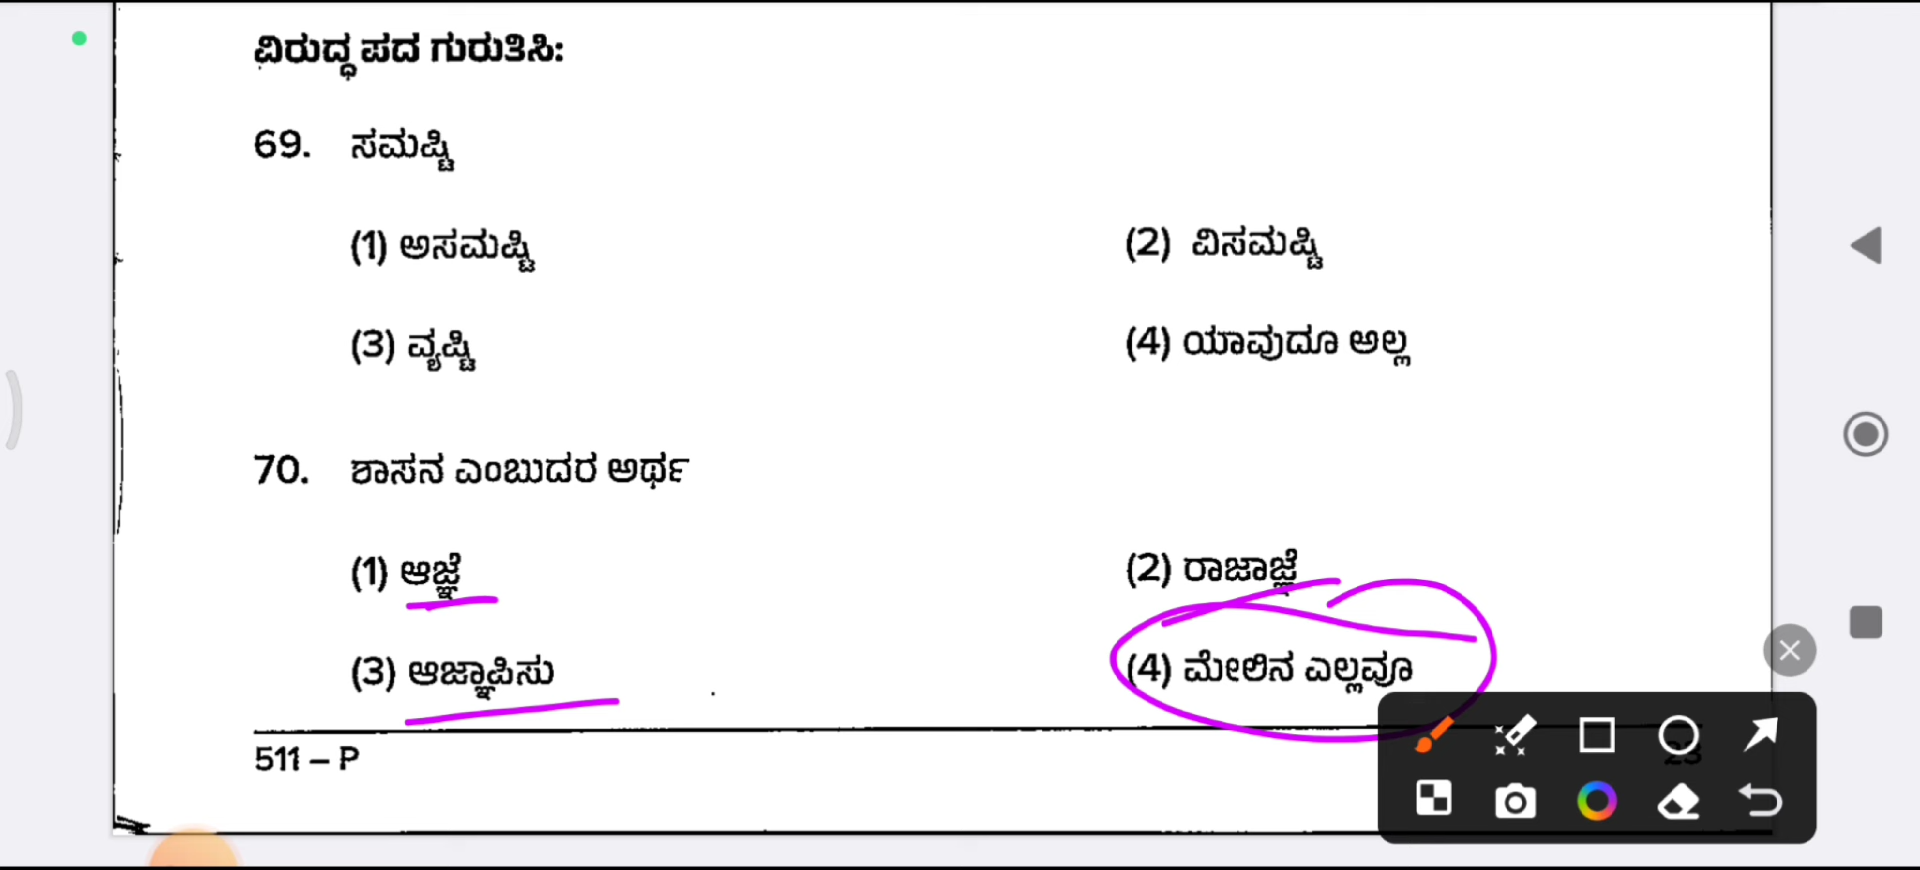 ವಿರುದ್ಧ ಪದ ಗುರುತಿಸಿ:
69. ಸಮಷ್ಟಿ
(1) ಅಸಮಷ್ಟಿ (2) ವಿಸಮಷ್ಟಿ
(3) ವ್ಯಷ್ಟಿ (4) ಯಾವುದೂ ಅಲ್ಲ
70. ಶಾಸನ ಎಂಬುದರ ಅರ್ಥ
(1) ಆಜ್ಞೆ (2) ರಾಜಾಜ್ಞೆ
(3) ಆಜ್ಞಾಪಿಸು (4) ಮೇಲಿನ ಎಲ್ಲವೂ
511 – P 23